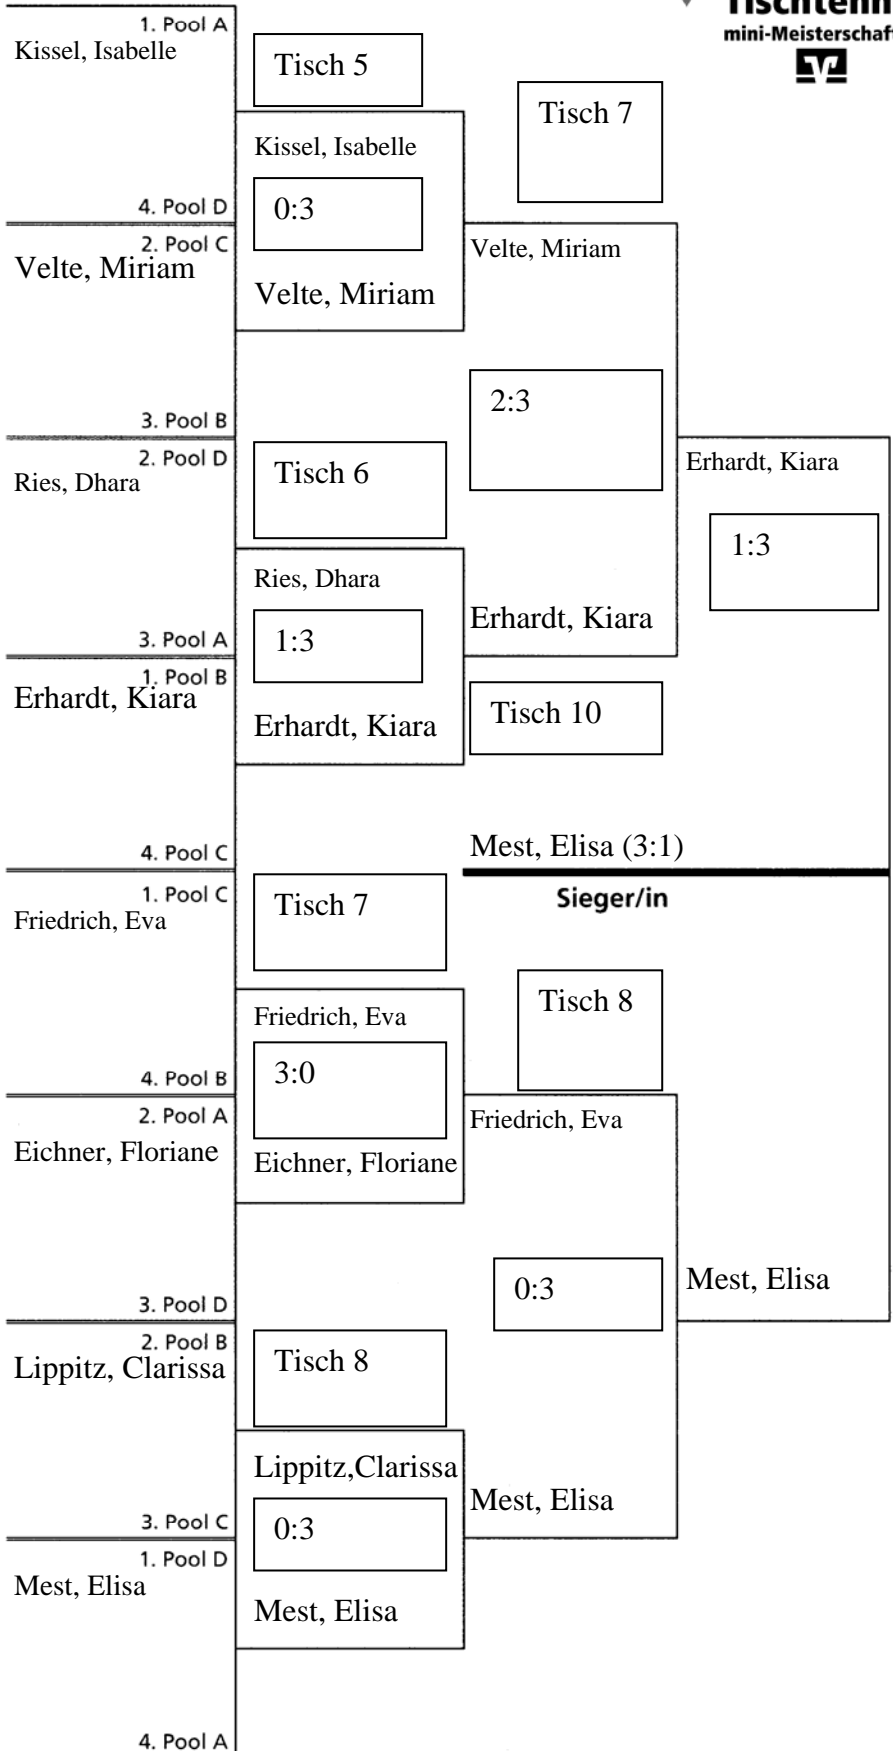 Tischtenn
mini-Meisterschaf
1. Pool A
Kissel, Isabelle
Tisch 5
Tisch 7
Kissel, Isabelle
0:3
4. Pool D
2. Pool C
Velte, Miriam
Velte, Miriam
Velte, Miriam
2:3
3. Pool B
2. Pool D
Ries, Dhara
Tisch 6
Erhardt, Kiara
1:3
Ries, Dhara
1:3
Erhardt, Kiara
3. Pool A
1. Pool B
Erhardt, Kiara
Erhardt, Kiara
Tisch 10
4. Pool C
Mest, Elisa (3:1)
Sieger/in
1. Pool C
Friedrich, Eva
Tisch 7
Tisch 8
Friedrich, Eva
3:0
4. Pool B
2. Pool A
Eichner, Floriane
Eichner, Floriane
Friedrich, Eva
0:3
Mest, Elisa
3. Pool D
2. Pool B
Lippitz, Clarissa
Tisch 8
Lippitz,Clarissa
0:3
Mest, Elisa
3. Pool C
1. Pool D
Mest, Elisa
Mest, Elisa
4. Pool A